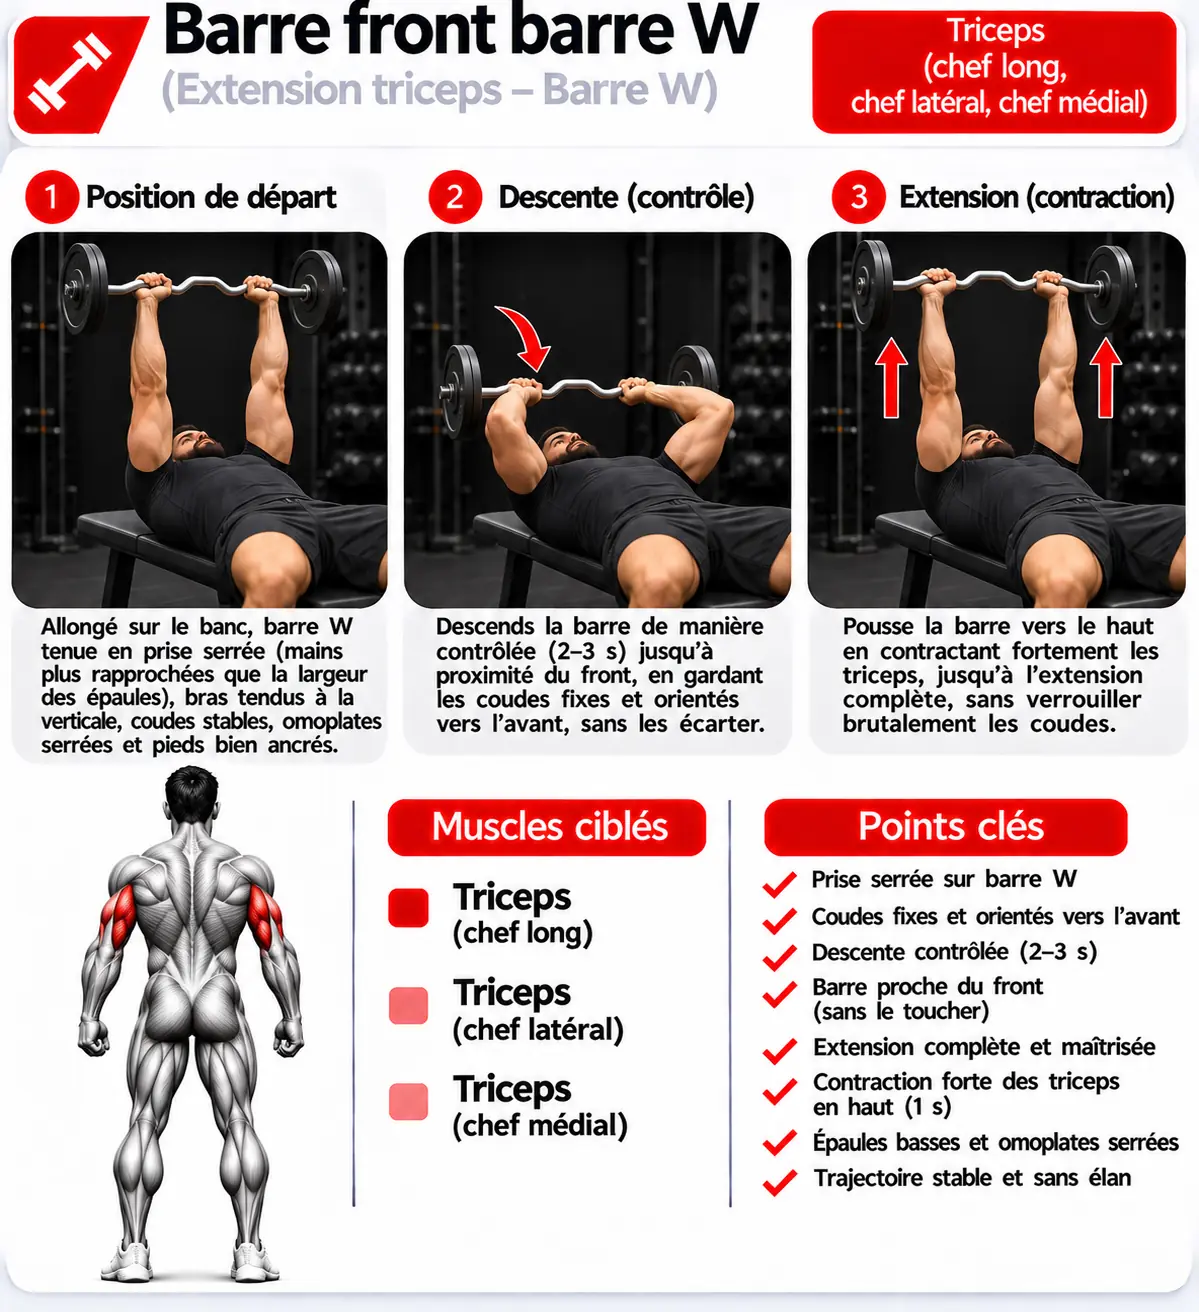 Barre front barre W
(Extension triceps – Barre W)
Triceps
(chef long,
chef latéral, chef médial)
1 Position de départ
2 Descente (contrôle)
3 Extension (contraction)
Allongé sur le banc, barre W
tenue en prise serrée (mains
plus rapprochées que la largeur
des épaules), bras tendus à la
verticale, coudes stables, omoplates
serrées et pieds bien ancrés.
Descends la barre de manière
contrôlée (2–3 s) jusqu'à
proximité du front, en gardant
les coudes fixes et orientés
vers l'avant, sans les écarter.
Pousse la barre vers le haut
en contractant fortement les
triceps, jusqu'à l'extension
complète, sans verrouiller
brutalement les coudes.
Muscles ciblés
Triceps
(chef long)
Triceps
(chef latéral)
Triceps
(chef médial)
Points clés
Prise serrée sur barre W
Coudes fixes et orientés vers l'avant
Descente contrôlée (2–3 s)
Barre proche du front
(sans le toucher)
Extension complète et maîtrisée
Contraction forte des triceps
en haut (1 s)
Épaules basses et omoplates serrées
Trajectoire stable et sans élan